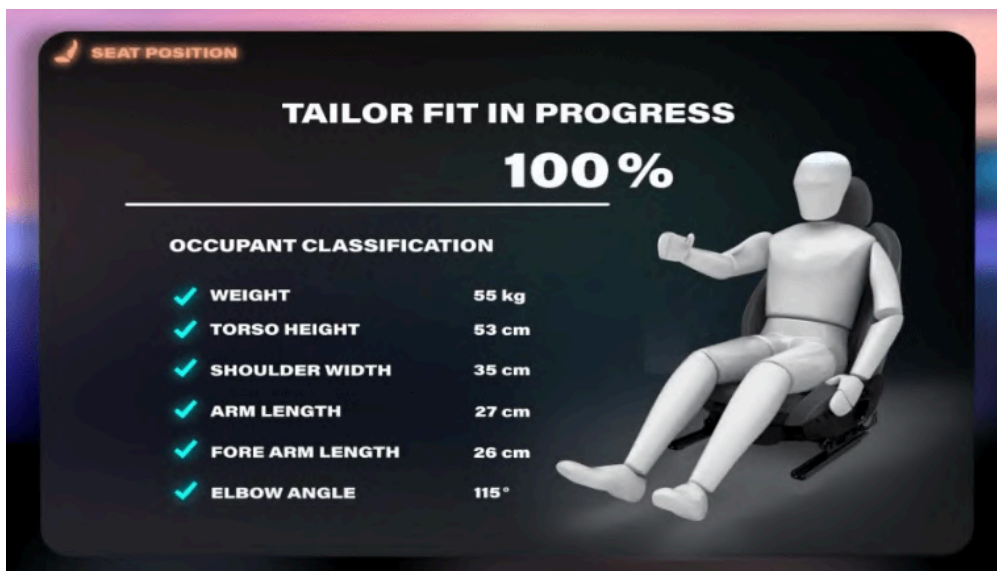 SEAT POSITION
TAILOR FIT IN PROGRESS
100 %
OCCUPANT CLASSIFICATION
WEIGHT 55 kg
TORSO HEIGHT 53 cm
SHOULDER WIDTH 35 cm
ARM LENGTH 27 cm
FORE ARM LENGTH 26 cm
ELBOW ANGLE 115°